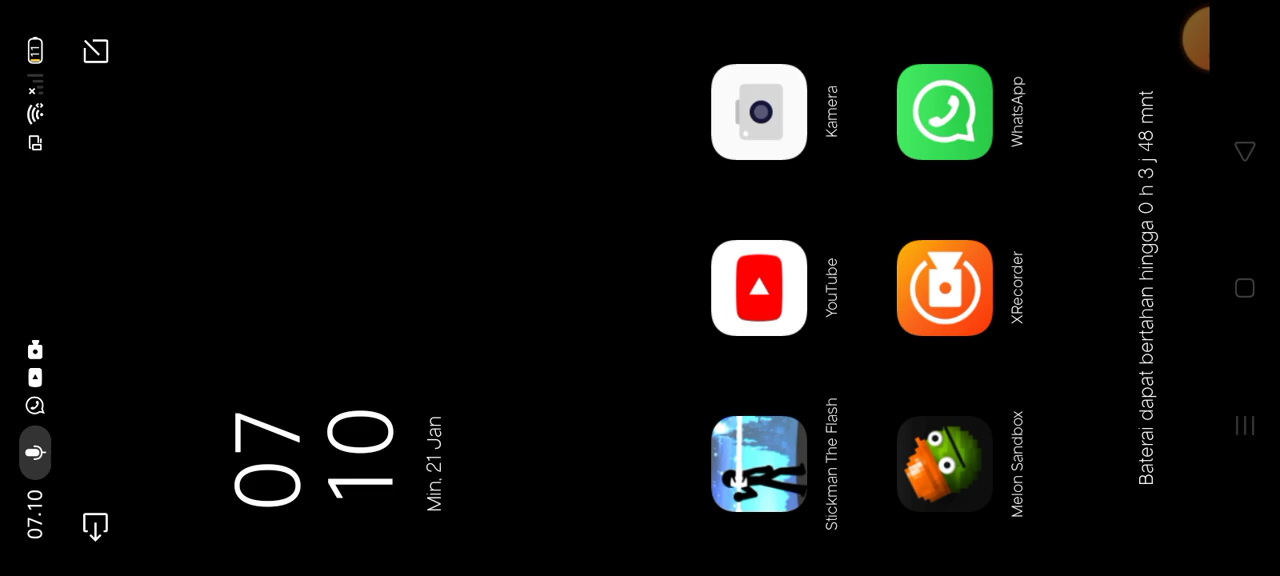 07.10
11
07
10
Min. 21 Jan
Stickman The Flash
YouTube
Kamera
Melon Sandbox
XRecorder
WhatsApp
Baterai dapat bertahan hingga 0 h 3 j 48 mnt